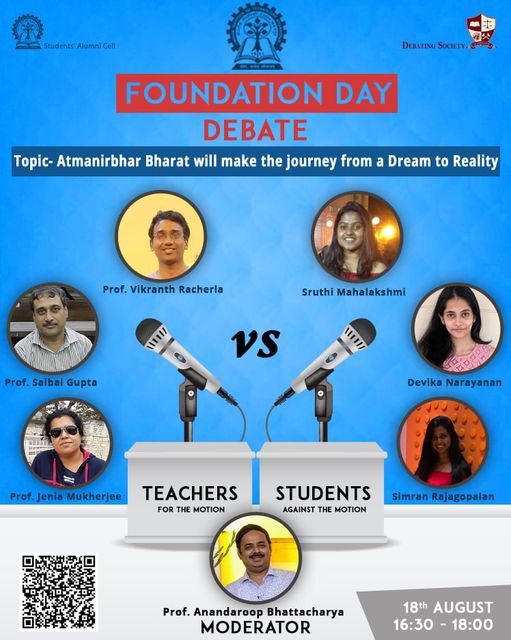 Students' Alumni Cell
DEBATING SOCIETY
FOUNDATION DAY
DEBATE
Topic- Atmanirbhar Bharat will make the journey from a Dream to Reality
Prof. Vikranth Racherla
Sruthi Mahalakshmi
vs
Prof. Saibal Gupta
Devika Narayanan
Prof. Jenia Mukherjee
Simran Rajagopalan
TEACHERS
FOR THE MOTION
STUDENTS
AGAINST THE MOTION
Prof. Anandaroop Bhattacharya
MODERATOR
18th AUGUST
16:30 - 18:00